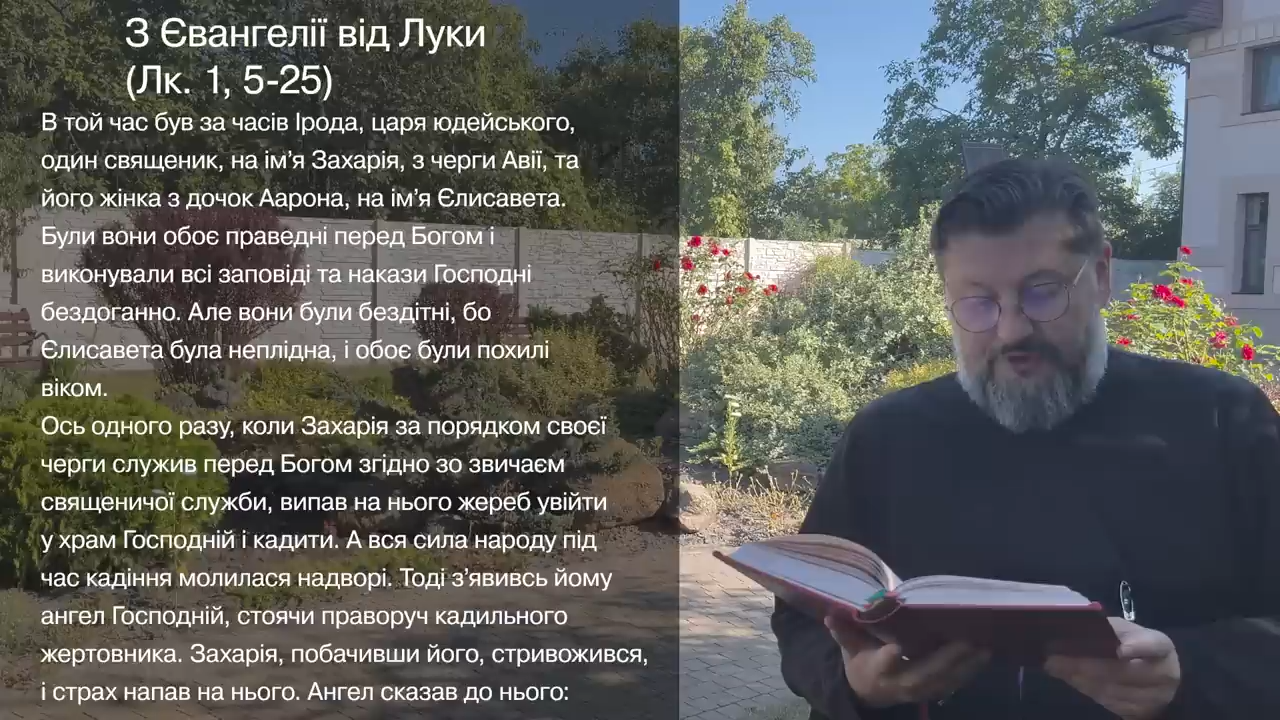 З Євангелії від Луки
(Лк. 1, 5-25)
В той час був за часів Ірода, царя юдейського,
один священик, на ім’я Захарія, з черги Авії, та
його жінка з дочок Аарона, на ім’я Єлисавета.
Були вони обоє праведні перед Богом і
виконували всі заповіді та накази Господні
бездоганно. Але вони були бездітні, бо
Єлисавета була неплідна, і обоє були похилі
віком.
Ось одного разу, коли Захарія за порядком своєї
черги служив перед Богом згідно зо звичаєм
священичої служби, випав на нього жереб увійти
у храм Господній і кадити. А вся сила народу під
час кадіння молилася надворі. Тоді з’явивсь йому
ангел Господній, стоячи праворуч кадильного
жертовника. Захарія, побачивши його, стривожився,
і страх напав на нього. Ангел сказав до нього: